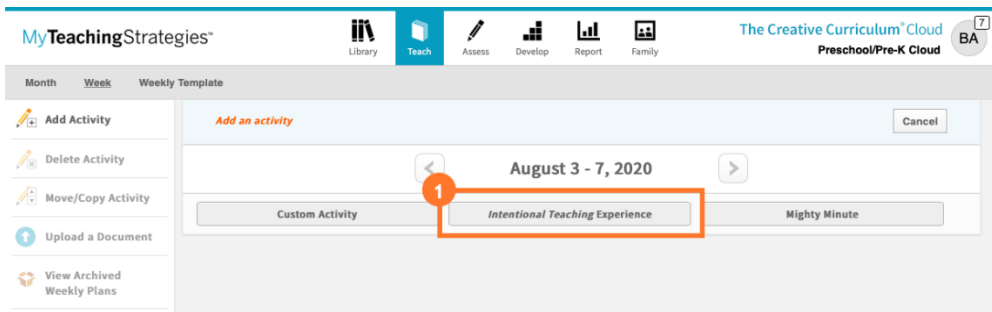 MyTeachingStrategies™
Library
Teach
Assess
Develop
Report
Family
The Creative Curriculum® Cloud
Preschool/Pre-K Cloud
BA
7
Month
Week
Weekly Template
Add Activity
Delete Activity
Move/Copy Activity
Upload a Document
View Archived
Weekly Plans
Add an activity
Cancel
< August 3 - 7, 2020 >
1
Custom Activity
Intentional Teaching Experience
Mighty Minute